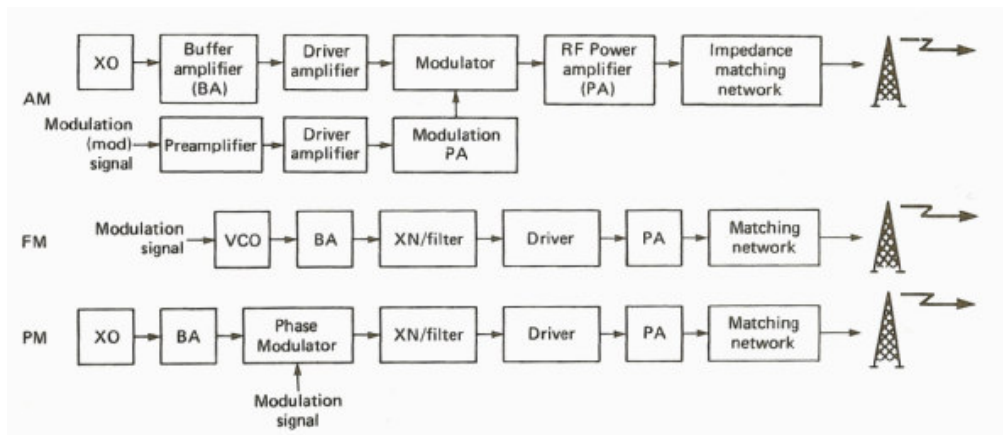 AM
XO
Buffer
amplifier
(BA)
Driver
amplifier
Modulator
RF Power
amplifier
(PA)
Impedance
matching
network
Modulation
(mod)
signal
Preamplifier
Driver
amplifier
Modulation
PA
FM
Modulation
signal
VCO
BA
XN/filter
Driver
PA
Matching
network
PM
XO
BA
Phase
Modulator
XN/filter
Driver
PA
Matching
network
Modulation
signal